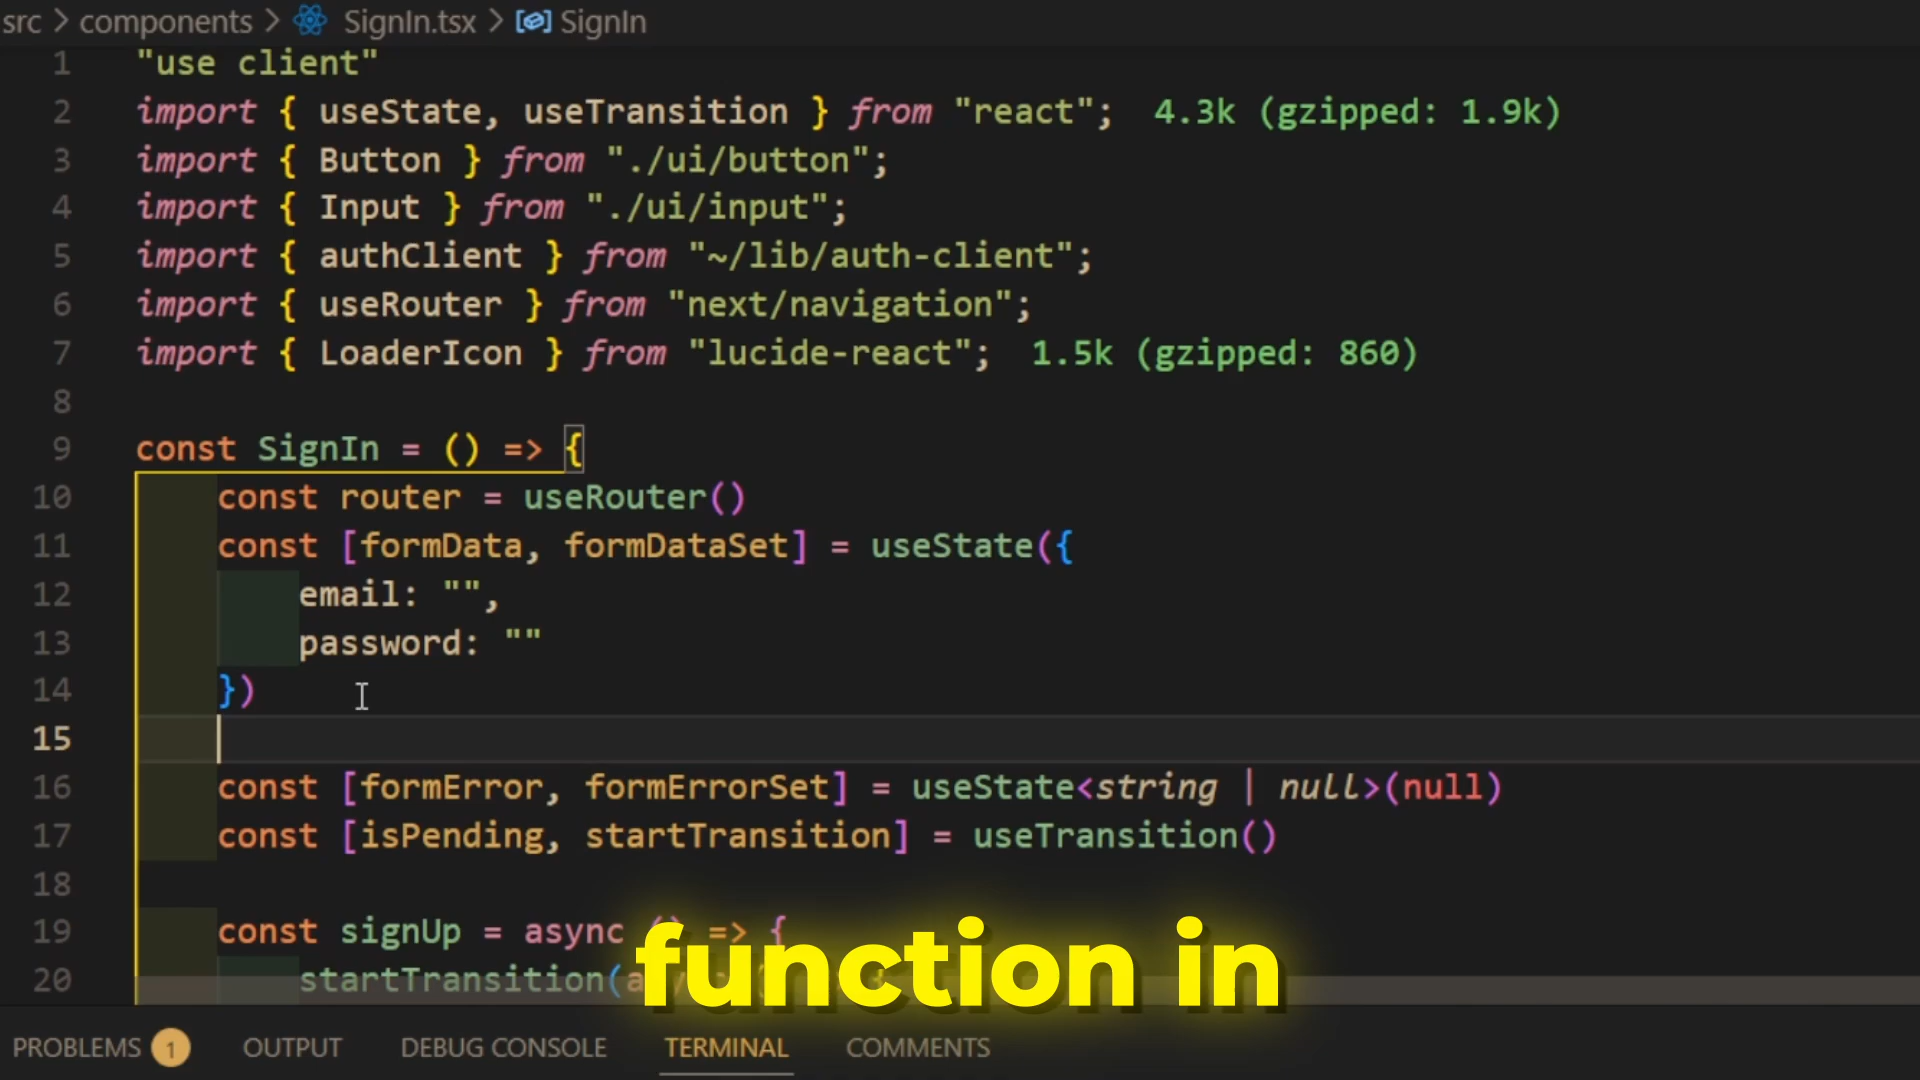 src > components > SignIn.tsx > SignIn
1 "use client"
2 import { useState, useTransition } from "react"; 4.3k (gzipped: 1.9k)
3 import { Button } from "./ui/button";
4 import { Input } from "./ui/input";
5 import { authClient } from "~/lib/auth-client";
6 import { useRouter } from "next/navigation";
7 import { LoaderIcon } from "lucide-react"; 1.5k (gzipped: 860)
8
9 const SignIn = () => {
10 const router = useRouter()
11 const [formData, formDataSet] = useState({
12 email: "",
13 password: ""
14 })
15
16 const [formError, formErrorSet] = useState<string | null>(null)
17 const [isPending, startTransition] = useTransition()
18
19 const signUp = async () => {
20 startTransition(
function in
PROBLEMS 1 OUTPUT DEBUG CONSOLE TERMINAL COMMENTS